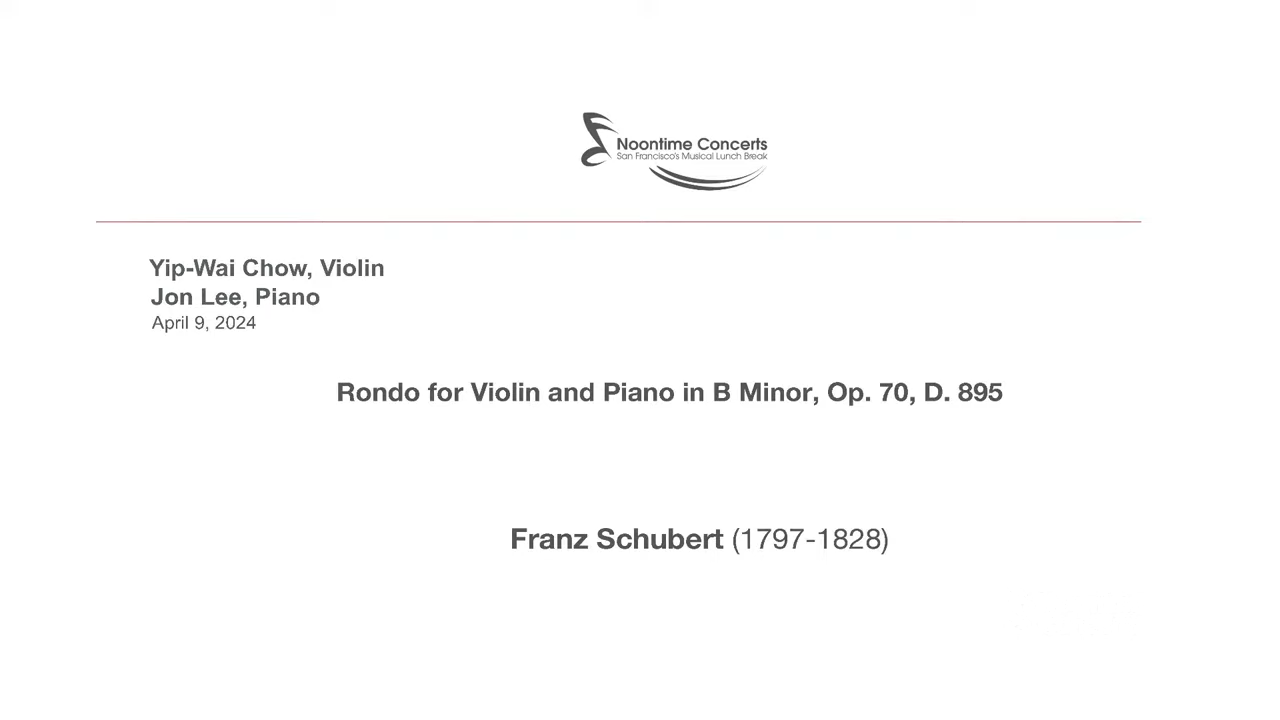 Noontime Concerts
San Francisco's Musical Lunch Break
Yip-Wai Chow, Violin
Jon Lee, Piano
April 9, 2024
Rondo for Violin and Piano in B Minor, Op. 70, D. 895
Franz Schubert (1797-1828)